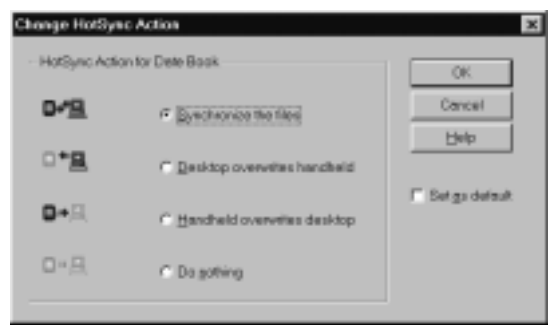 Change HotSync Action
HotSync Action for Date Book
Synchronize the files
Desktop overwrites handheld
Handheld overwrites desktop
Do nothing
OK
Cancel
Help
Set as default